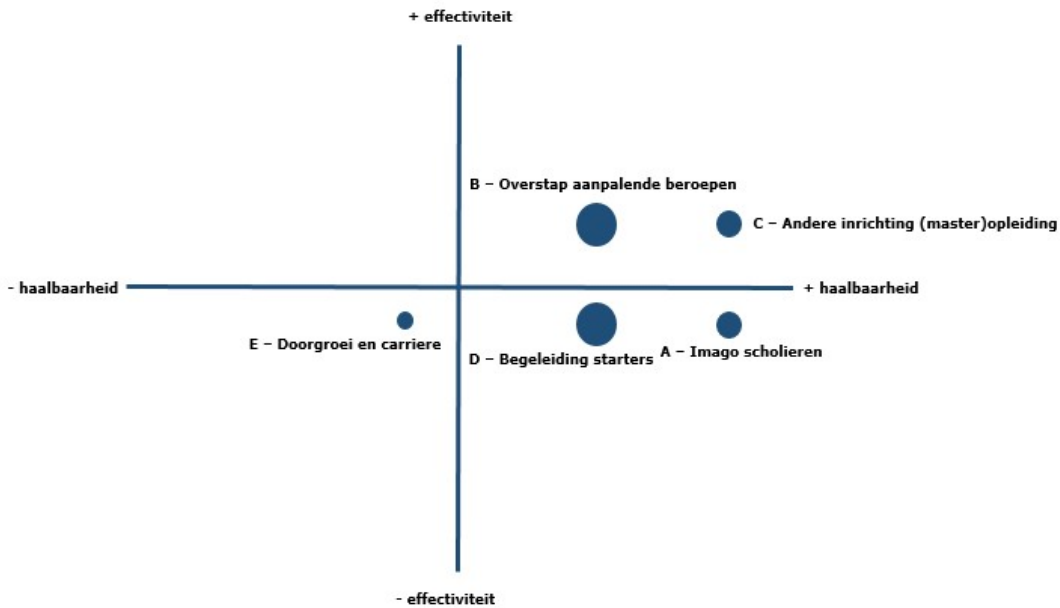 + effectiviteit
B – Overstap aanpalende beroepen
C – Andere inrichting (master)opleiding
- haalbaarheid
+ haalbaarheid
E – Doorgroei en carriere
D – Begeleiding starters
A – Imago scholieren
- effectiviteit